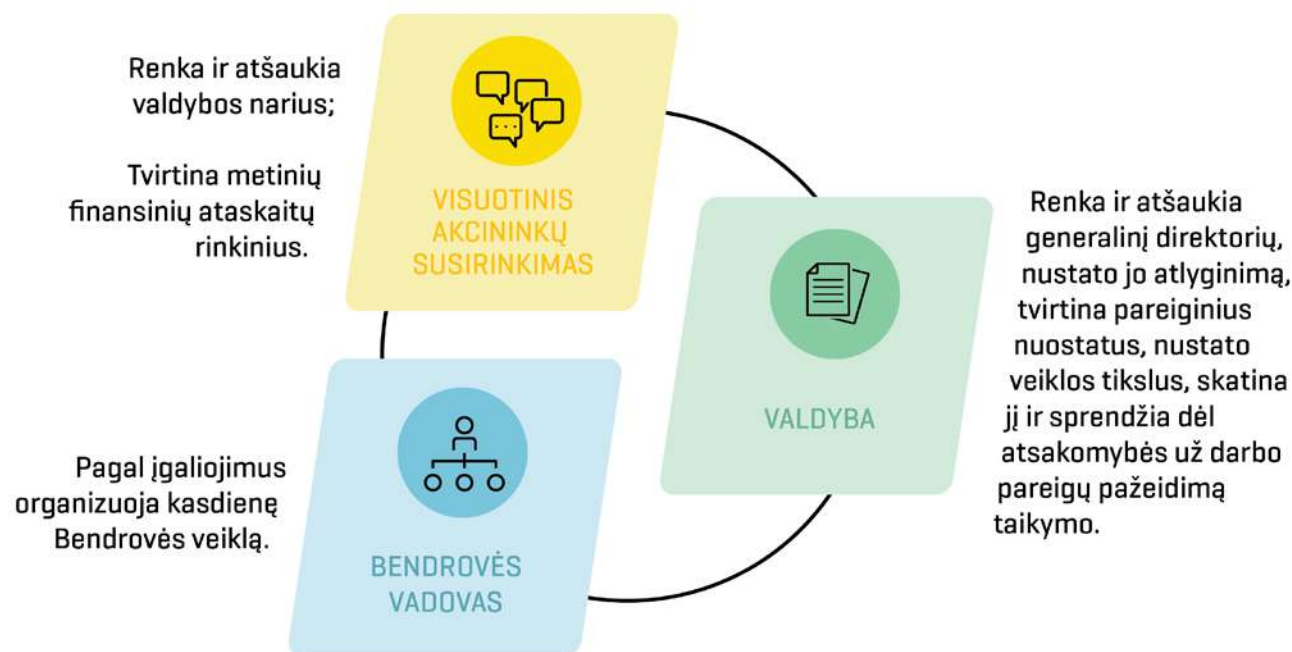 Renka ir atšaukia
valdybos narius;
Tvirtina metinių
finansinių ataskaitų
rinkinius.
VISUOTINIS
AKCININKŲ
SUSIRINKIMAS
Renka ir atšaukia
generalinį direktorių,
nustato jo atlyginimą,
tvirtina pareiginius
nuostatus, nustato
veiklos tikslus, skatina
jį ir sprendžia dėl
atsakomybės už darbo
pareigų pažeidimą
taikymo.
VALDYBA
Pagal įgaliojimus
organizuoja kasdienę
Bendrovės veiklą.
BENDROVĖS
VADOVAS